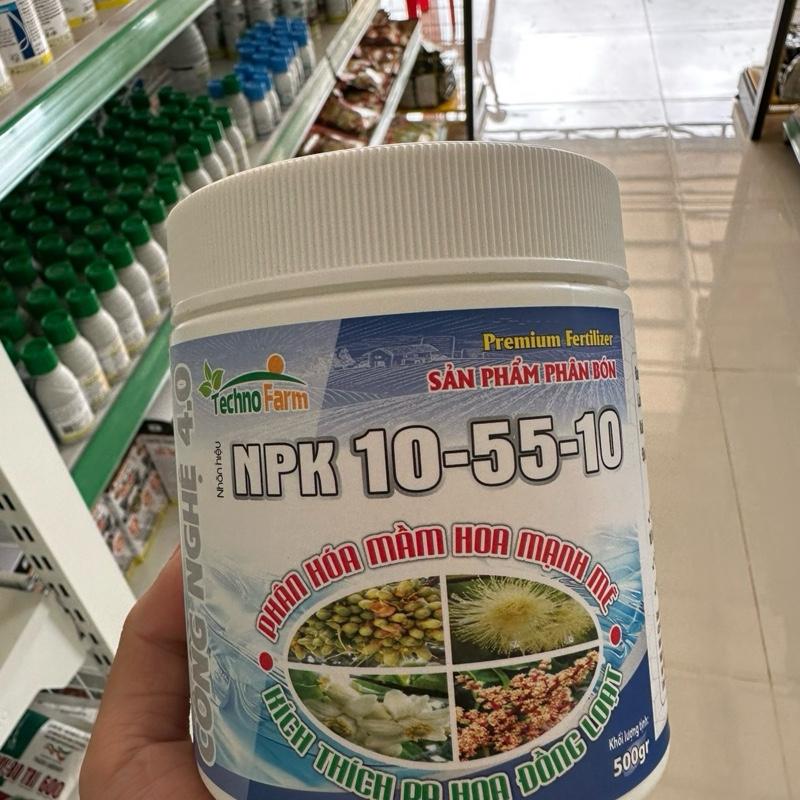 Premium Fertilizer
SẢN PHẨM PHÂN BÓN
Techno Farm
CÔNG NGHỆ 4.0
Nhãn hiệu
NPK 10-55-10
PHÂN HÓA MẦM HOA MẠNH MẼ
KÍCH THÍCH RA HOA ĐỒNG LOẠT
Khối lượng tịnh:
500gr